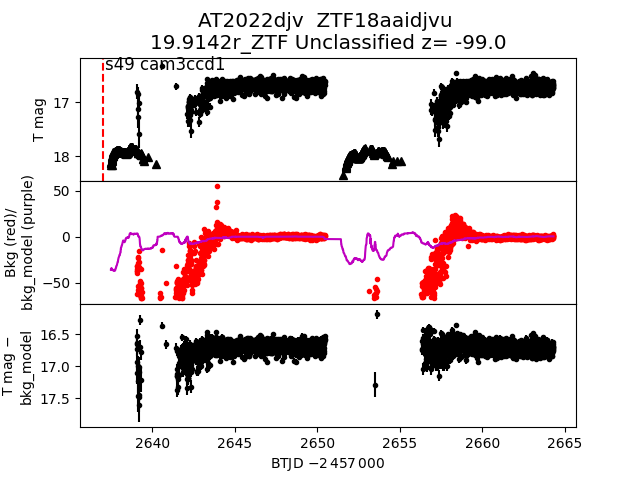 AT2022djv ZTF18aaidjvu
19.9142r_ZTF Unclassified z= -99.0
s49 cam3ccd1
T mag
17
18
Bkg (red)/
bkg_model (purple)
50
0
−50
T mag −
bkg_model
16.5
17.0
17.5
2640 2645 2650 2655 2660 2665
BTJD −2 457 000